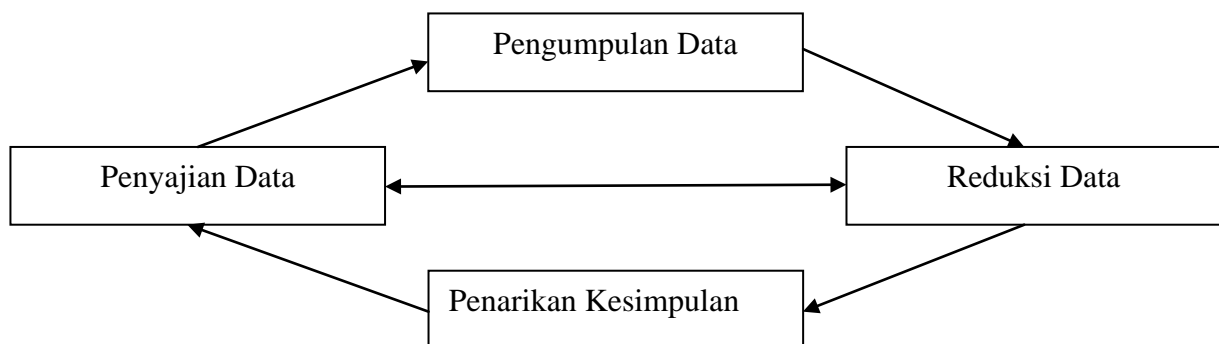 Pengumpulan Data
Penyajian Data
Reduksi Data
Penarikan Kesimpulan